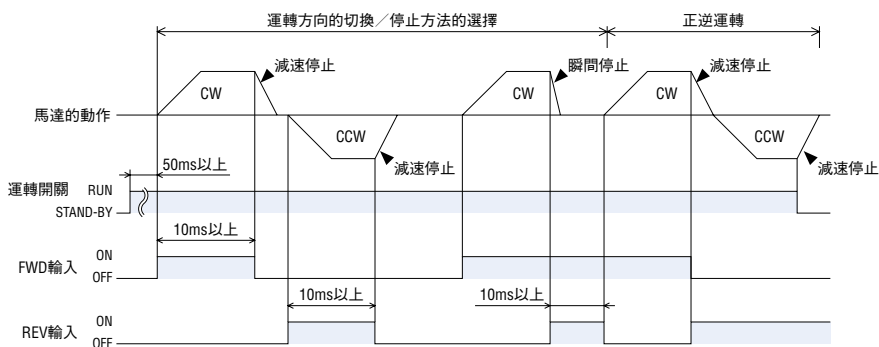 運轉方向的切換／停止方法的選擇
正逆運轉
減速停止
瞬間停止
減速停止
CW
CW
CW
馬達的動作
CCW
CCW
減速停止
減速停止
50ms以上
運轉開關
RUN
STAND-BY
10ms以上
FWD輸入
ON
OFF
10ms以上
10ms以上
REV輸入
ON
OFF